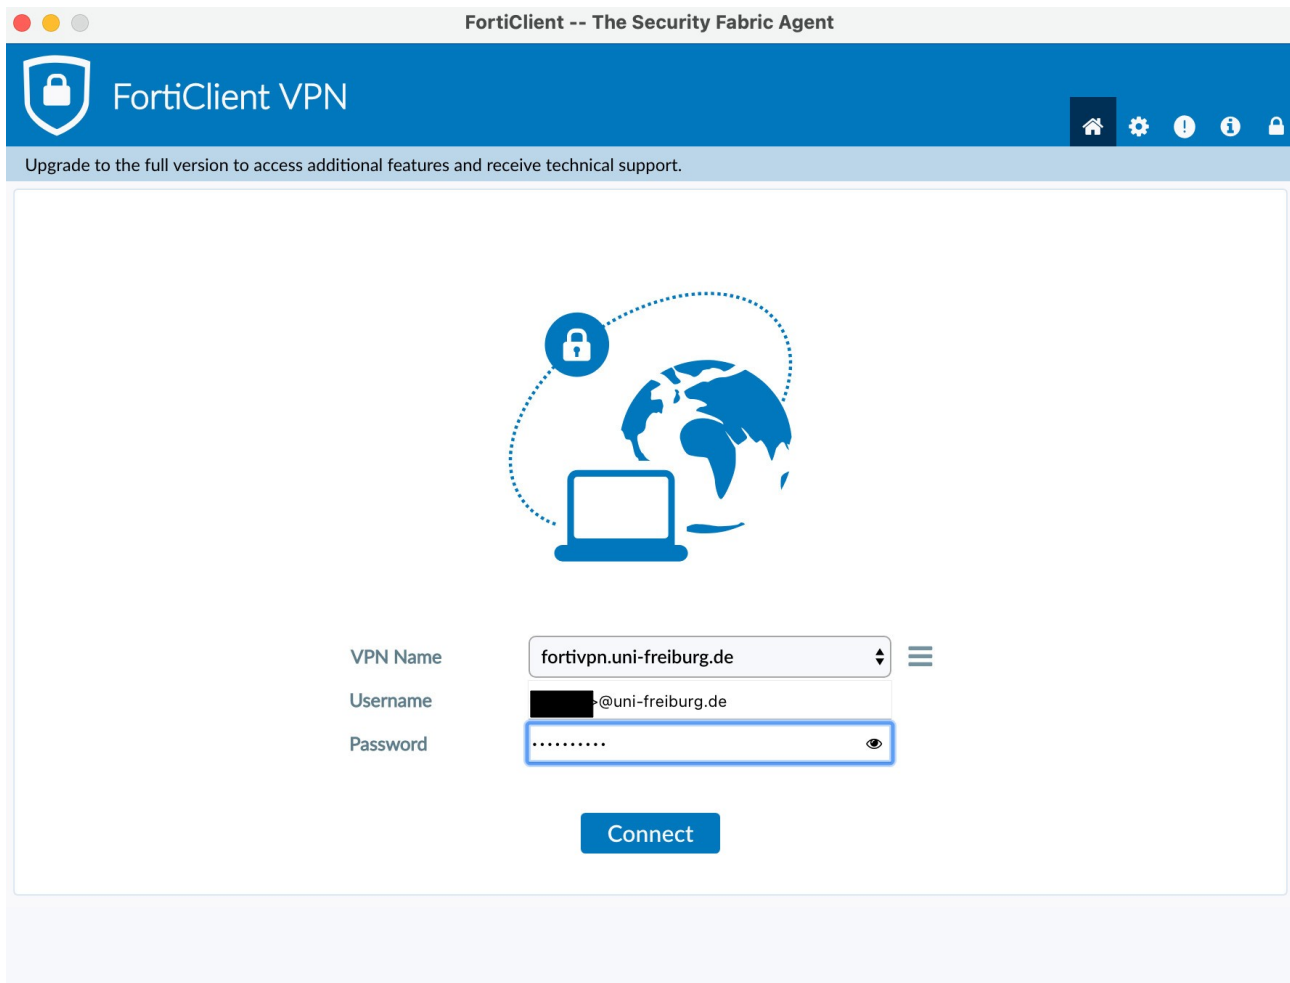 FortiClient -- The Security Fabric Agent
FortiClient VPN
Upgrade to the full version to access additional features and receive technical support.
VPN Name fortivpn.uni-freiburg.de
Username >@uni-freiburg.de
Password ••••••••••
Connect